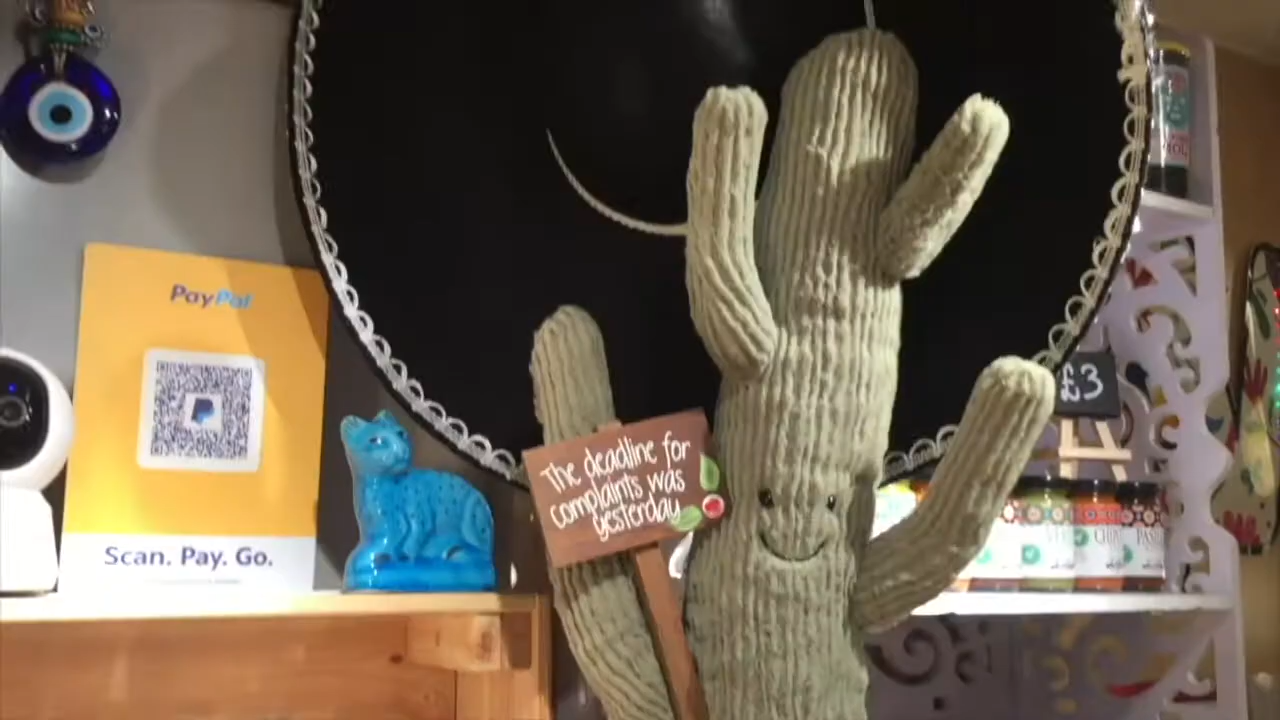 PayPal
Scan. Pay. Go.
The deadline for
complaints was
yesterday
£3